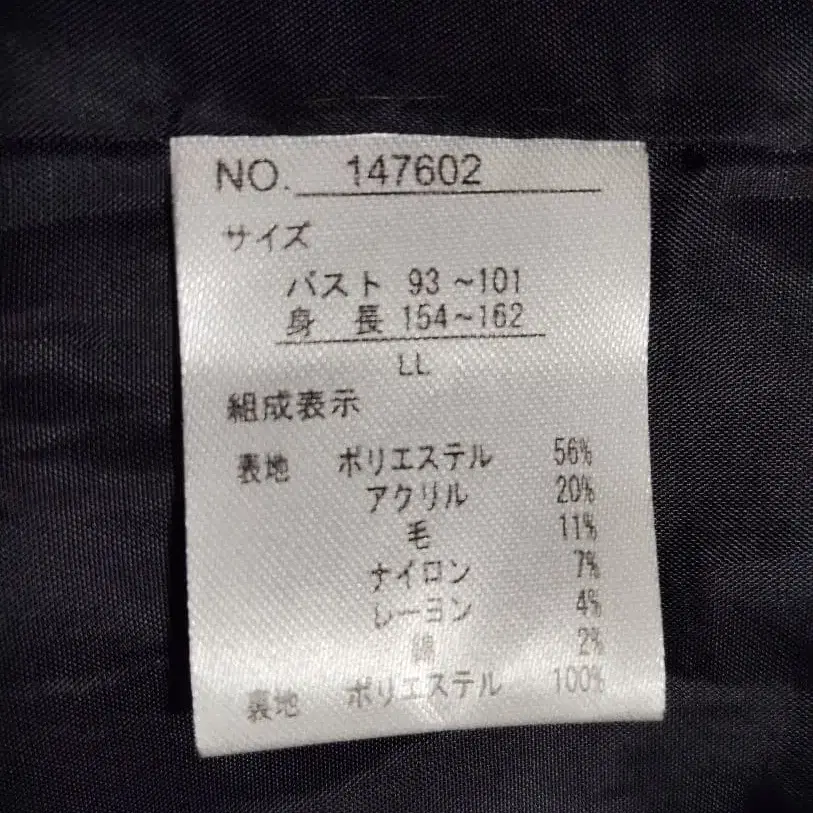 NO. 147602
サイズ
バスト 93～101
身長 154～162
LL
組成表示
表地 ポリエステル 56%
アクリル 20%
毛 11%
ナイロン 7%
レーヨン 4%
綿 2%
裏地 ポリエステル 100%